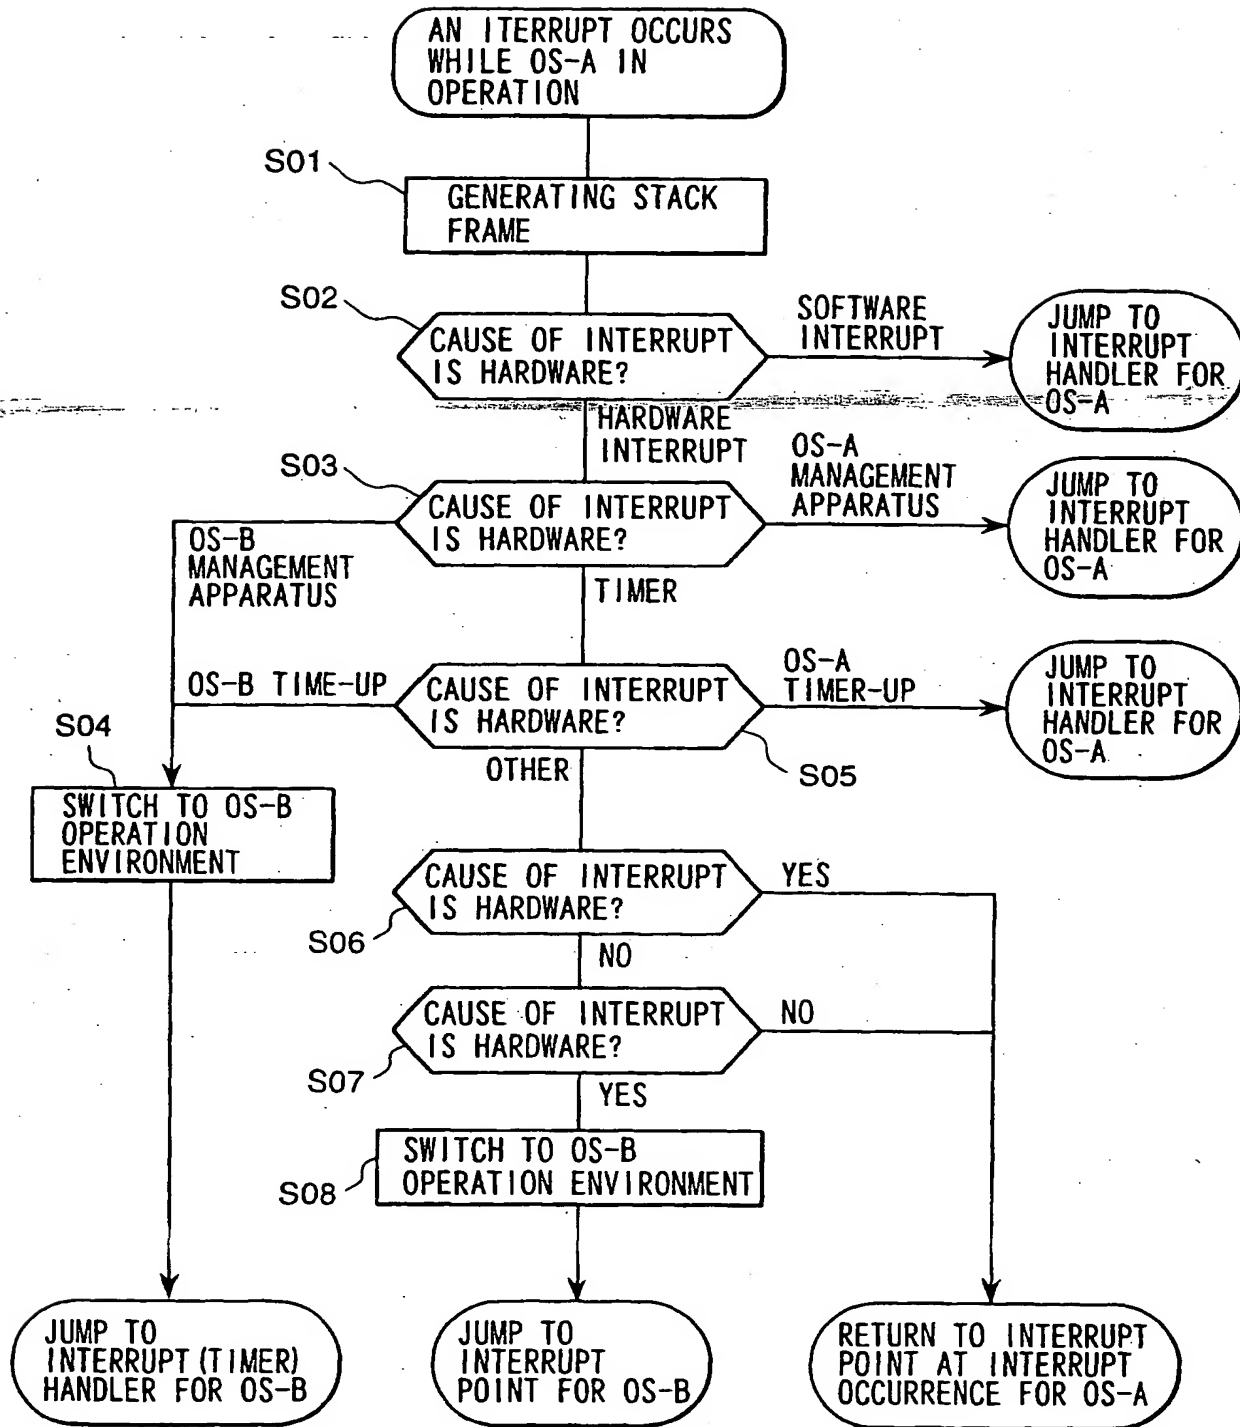 AN ITERRUPT OCCURS
WHILE OS-A IN
OPERATION
S01
GENERATING STACK
FRAME
S02
CAUSE OF INTERRUPT
IS HARDWARE?
SOFTWARE
INTERRUPT
JUMP TO
INTERRUPT
HANDLER FOR
OS-A
HARDWARE
INTERRUPT
S03
CAUSE OF INTERRUPT
IS HARDWARE?
OS-A
MANAGEMENT
APPARATUS
JUMP TO
INTERRUPT
HANDLER FOR
OS-A
OS-B
MANAGEMENT
APPARATUS
TIMER
OS-B TIME-UP
CAUSE OF INTERRUPT
IS HARDWARE?
OS-A
TIMER-UP
JUMP TO
INTERRUPT
HANDLER FOR
OS-A
S04
OTHER
S05
SWITCH TO OS-B
OPERATION
ENVIRONMENT
CAUSE OF INTERRUPT
IS HARDWARE?
YES
S06
NO
CAUSE OF INTERRUPT
IS HARDWARE?
NO
S07
YES
SWITCH TO OS-B
OPERATION ENVIRONMENT
S08
JUMP TO
INTERRUPT(TIMER)
HANDLER FOR OS-B
JUMP TO
INTERRUPT
POINT FOR OS-B
RETURN TO INTERRUPT
POINT AT INTERRUPT
OCCURRENCE FOR OS-A